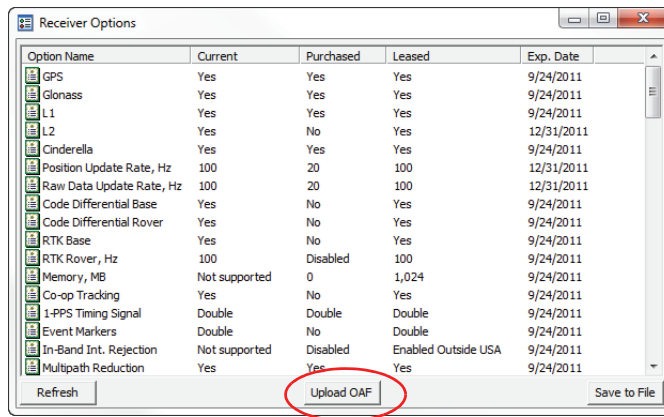 Receiver Options
Option Name Current Purchased Leased Exp. Date
GPS Yes Yes Yes 9/24/2011
Glonass Yes Yes Yes 9/24/2011
L1 Yes Yes Yes 9/24/2011
L2 Yes No Yes 12/31/2011
Cinderella Yes Yes Yes 9/24/2011
Position Update Rate, Hz 100 20 100 12/31/2011
Raw Data Update Rate, Hz 100 20 100 12/31/2011
Code Differential Base Yes No Yes 9/24/2011
Code Differential Rover Yes No Yes 9/24/2011
RTK Base Yes No Yes 9/24/2011
RTK Rover, Hz 100 Disabled 100 9/24/2011
Memory, MB Not supported 0 1,024 9/24/2011
Co-op Tracking Yes No Yes 9/24/2011
1-PPS Timing Signal Double Double Double 9/24/2011
Event Markers Double No Double 9/24/2011
In-Band Int. Rejection Not supported Disabled Enabled Outside USA 9/24/2011
Multipath Reduction Yes Yes Yes 9/24/2011
Refresh Upload OAF Save to File